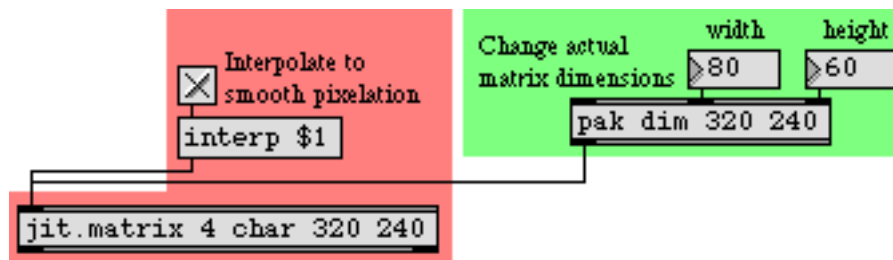 Interpolate to
smooth pixelation
interp $1
jit.matrix 4 char 320 240
Change actual
matrix dimensions
width
80
height
60
pak dim 320 240